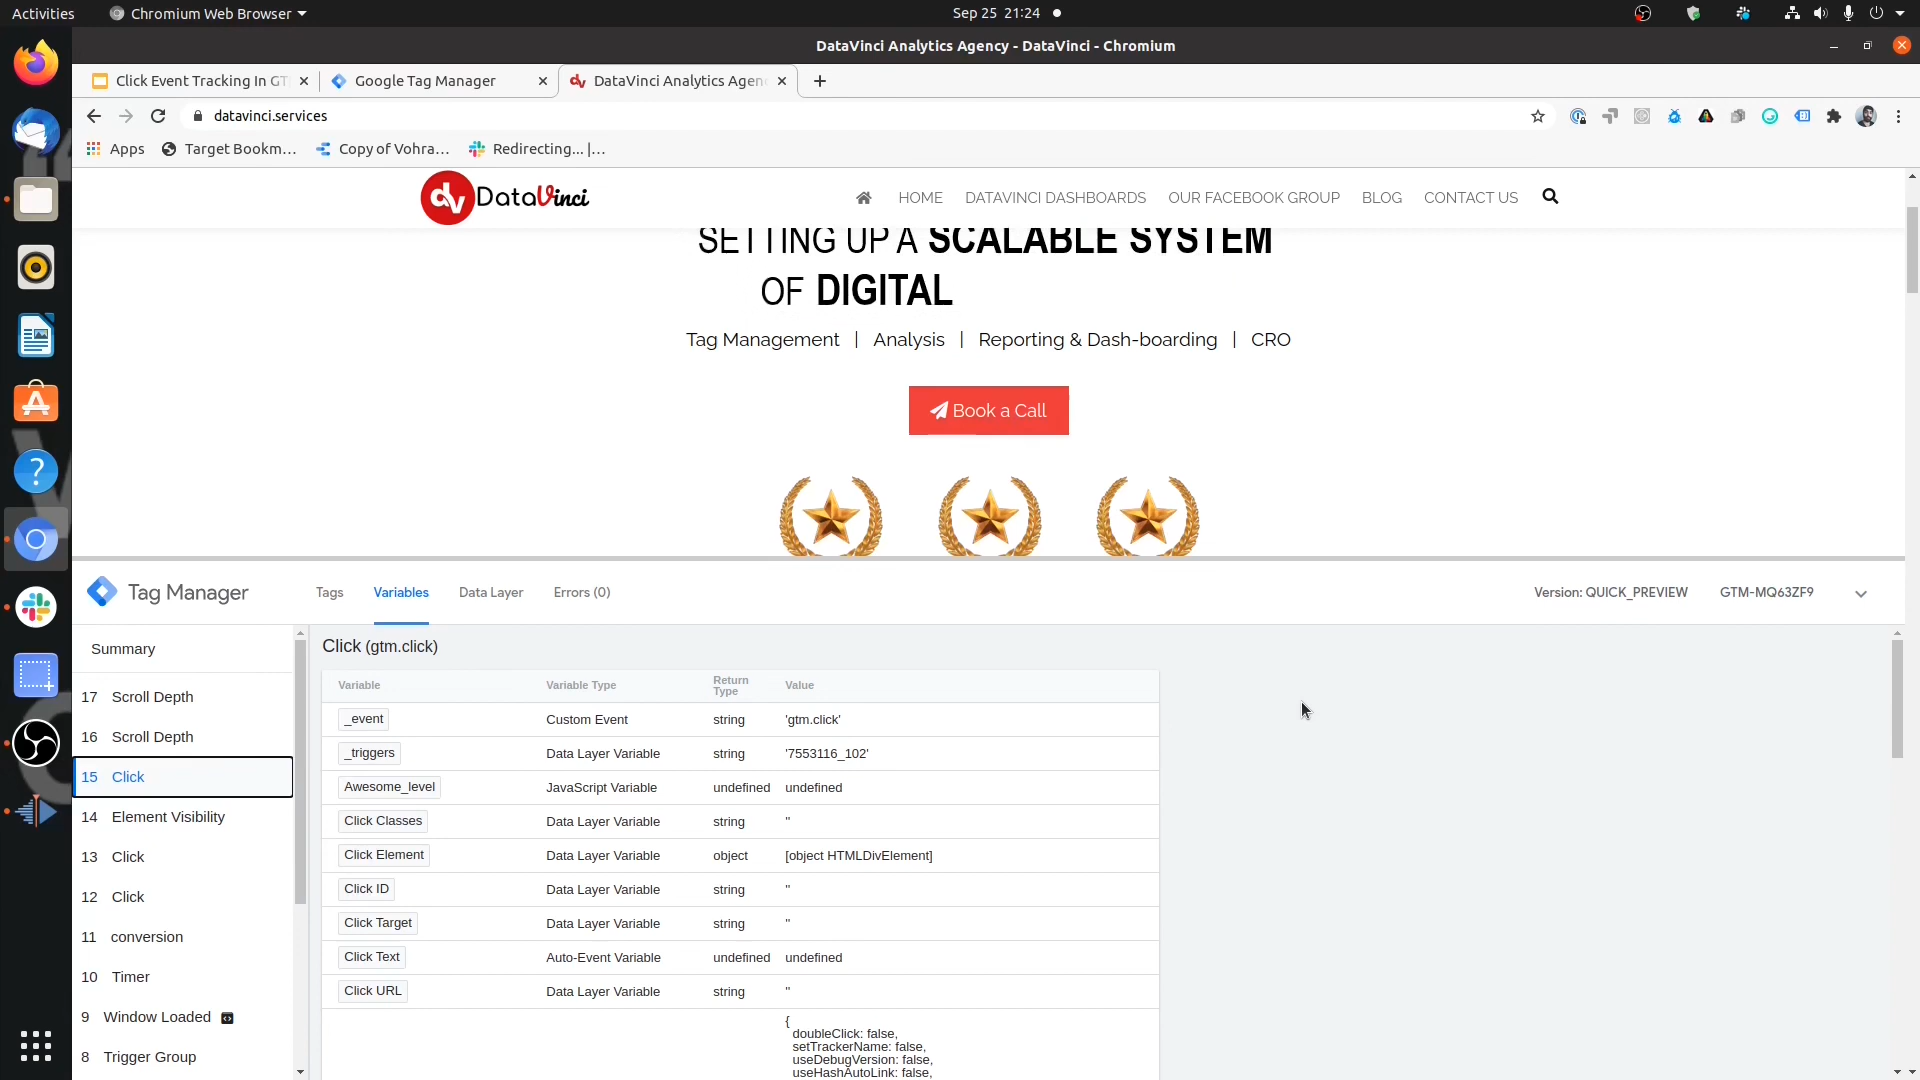 Activities
Chromium Web Browser
Sep 25 21:24
DataVinci Analytics Agency - DataVinci - Chromium
Click Event Tracking In GT
Google Tag Manager
DataVinci Analytics Agen
datavinci.services
Apps
Target Bookm...
Copy of Vohra...
Redirecting... |...
dv DataVinci
HOME
DATAVINCI DASHBOARDS
OUR FACEBOOK GROUP
BLOG
CONTACT US
SETTING UP A SCALABLE SYSTEM
OF DIGITAL
Tag Management | Analysis | Reporting & Dash-boarding | CRO
Book a Call
Tag Manager
Tags
Variables
Data Layer
Errors (0)
Version: QUICK_PREVIEW
GTM-MQ63ZF9
Summary
17 Scroll Depth
16 Scroll Depth
15 Click
14 Element Visibility
13 Click
12 Click
11 conversion
10 Timer
9 Window Loaded
8 Trigger Group
Click (gtm.click)
Variable Variable Type Return Type Value
_event Custom Event string 'gtm.click'
_triggers Data Layer Variable string '7553116_102'
Awesome_level JavaScript Variable undefined undefined
Click Classes Data Layer Variable string ''
Click Element Data Layer Variable object [object HTMLDivElement]
Click ID Data Layer Variable string ''
Click Target Data Layer Variable string ''
Click Text Auto-Event Variable undefined undefined
Click URL Data Layer Variable string ''
{
doubleClick: false,
setTrackerName: false,
useDebugVersion: false,
useHashAutoLink: false,